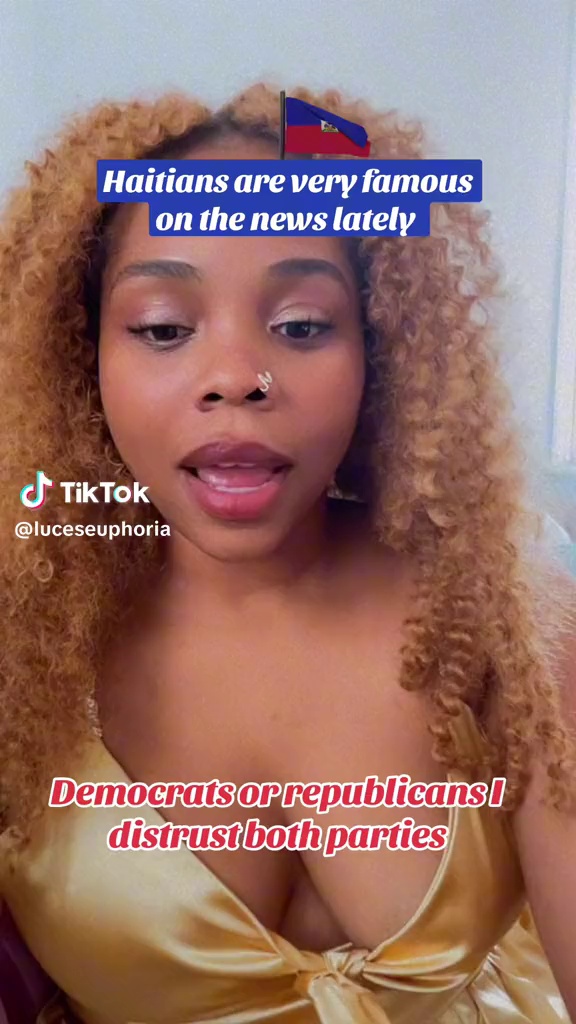 Haitians are very famous
on the news lately
TikTok
@luceseuphoria
Democrats or republicans I
distrust both parties